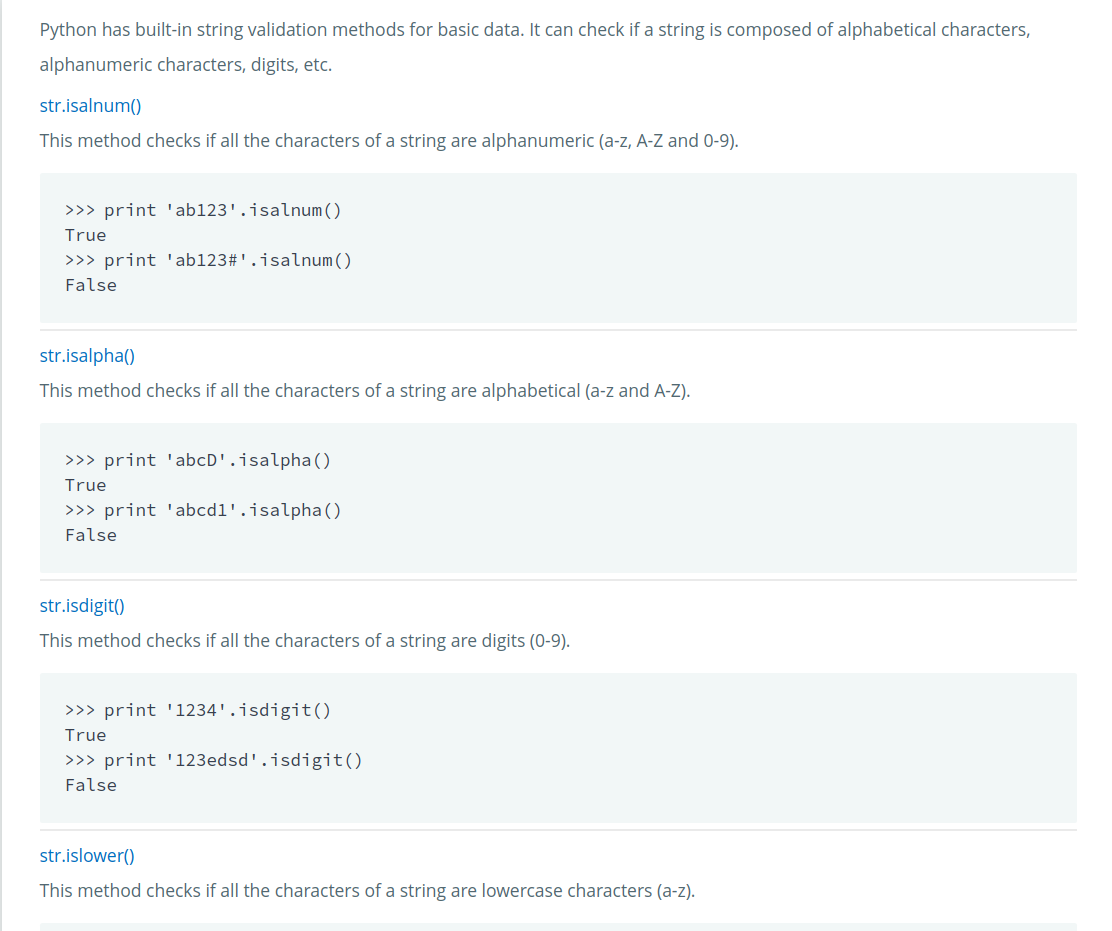 Python has built-in string validation methods for basic data. It can check if a string is composed of alphabetical characters,
alphanumeric characters, digits, etc.
str.isalnum()
This method checks if all the characters of a string are alphanumeric (a-z, A-Z and 0-9).
>>> print 'ab123'.isalnum()
True
>>> print 'ab123#'.isalnum()
False
str.isalpha()
This method checks if all the characters of a string are alphabetical (a-z and A-Z).
>>> print 'abcD'.isalpha()
True
>>> print 'abcd1'.isalpha()
False
str.isdigit()
This method checks if all the characters of a string are digits (0-9).
>>> print '1234'.isdigit()
True
>>> print '123edsd'.isdigit()
False
str.islower()
This method checks if all the characters of a string are lowercase characters (a-z).